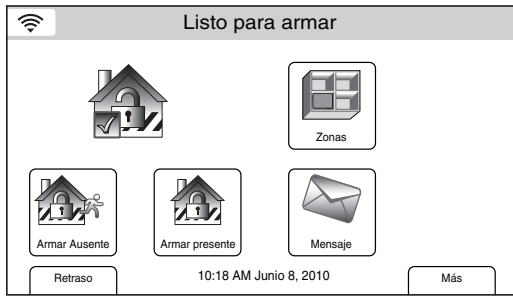 Listo para armar
Zonas
Armar Ausente
Armar presente
Mensaje
Retraso
10:18 AM Junio 8, 2010
Más